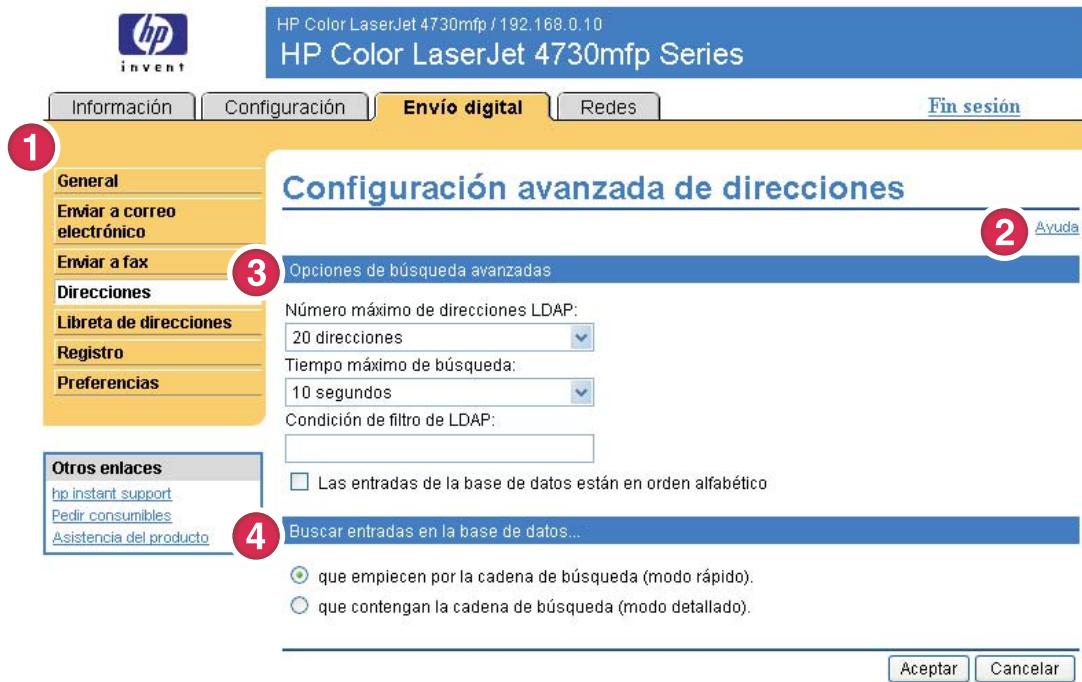 hp
invent
HP Color LaserJet 4730mfp / 192.168.0.10
HP Color LaserJet 4730mfp Series
Información
Configuración
Envío digital
Redes
Fin sesión
1
General
Enviar a correo
electrónico
Enviar a fax
Direcciones
Libreta de direcciones
Registro
Preferencias
Otros enlaces
hp instant support
Pedir consumibles
Asistencia del producto
Configuración avanzada de direcciones
2
Ayuda
3
Opciones de búsqueda avanzadas
Número máximo de direcciones LDAP:
20 direcciones
Tiempo máximo de búsqueda:
10 segundos
Condición de filtro de LDAP:
Las entradas de la base de datos están en orden alfabético
4
Buscar entradas en la base de datos...
que empiecen por la cadena de búsqueda (modo rápido).
que contengan la cadena de búsqueda (modo detallado).
Aceptar
Cancelar